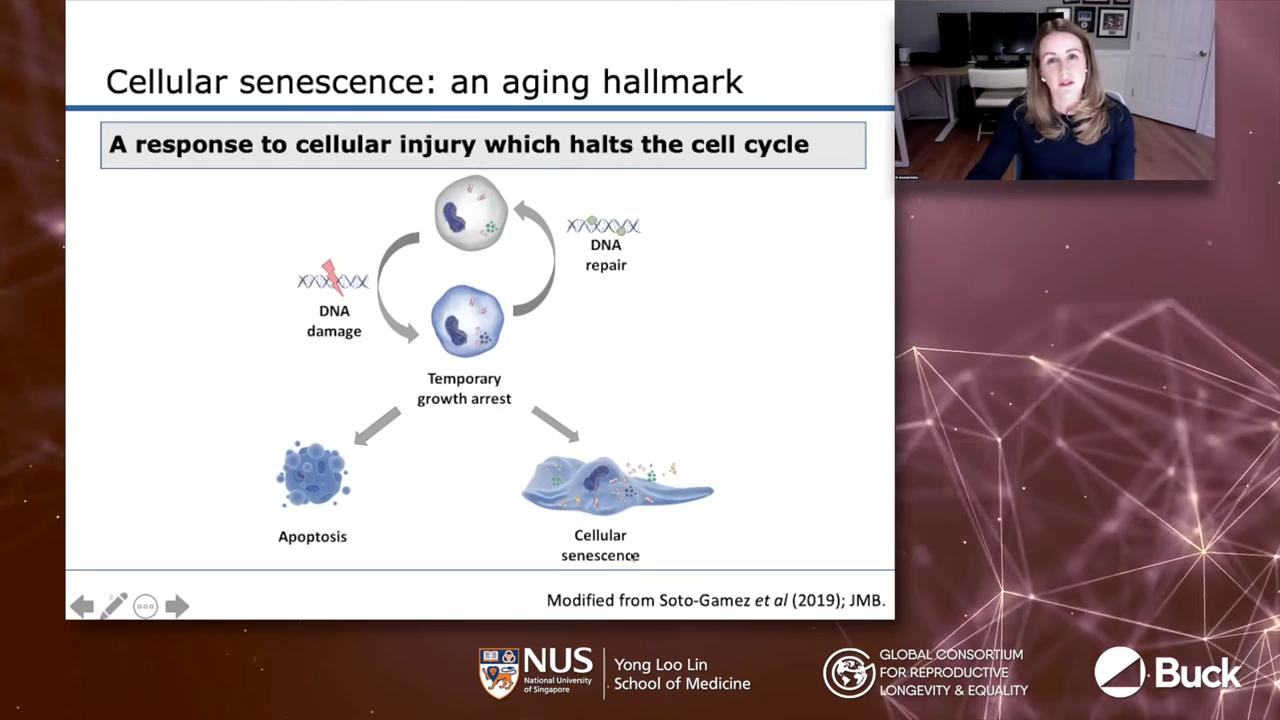 Cellular senescence: an aging hallmark
A response to cellular injury which halts the cell cycle
DNA
repair
DNA
damage
Temporary
growth arrest
Apoptosis
Cellular
senescence
Modified from Soto-Gamez et al (2019); JMB.
NUS
National University
of Singapore
Yong Loo Lin
School of Medicine
GLOBAL CONSORTIUM
FOR REPRODUCTIVE
LONGEVITY & EQUALITY
Buck